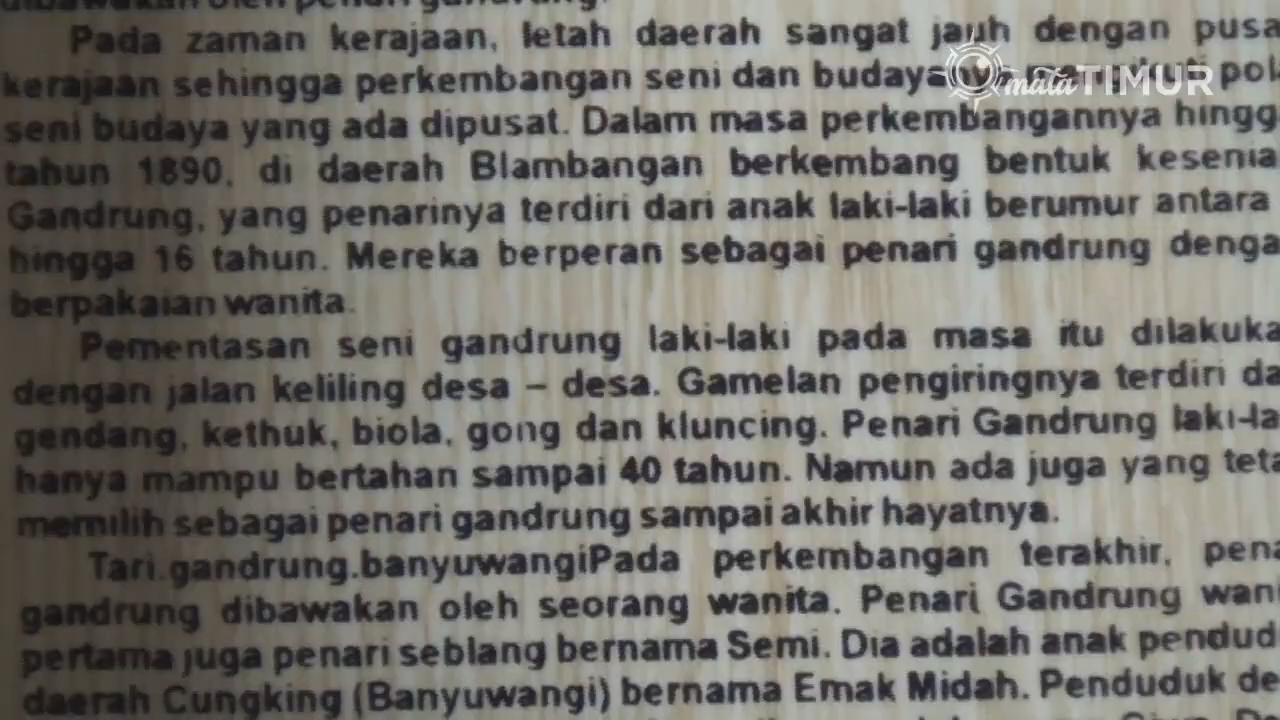 dibawakan oleh penari gandrung.
Pada zaman kerajaan, letah daerah sangat jauh dengan pusa
kerajaan sehingga perkembangan seni dan budaya pol
seni budaya yang ada dipusat. Dalam masa perkembangannya hingg
tahun 1890, di daerah Blambangan berkembang bentuk kesenia
Gandrung, yang penarinya terdiri dari anak laki-laki berumur antara
hingga 16 tahun. Mereka berperan sebagai penari gandrung denga
berpakaian wanita.
Pementasan seni gandrung laki-laki pada masa itu dilakuka
dengan jalan keliling desa – desa. Gamelan pengiringnya terdiri da
gendang, kethuk, biola, gong dan kluncing. Penari Gandrung laki-la
hanya mampu bertahan sampai 40 tahun. Namun ada juga yang teta
memilih sebagai penari gandrung sampai akhir hayatnya.
Tari.gandrung.banyuwangiPada perkembangan terakhir, pena
gandrung dibawakan oleh seorang wanita. Penari Gandrung wani
pertama juga penari seblang bernama Semi. Dia adalah anak pendud
daerah Cungking (Banyuwangi) bernama Emak Midah. Penduduk de
mata TIMUR